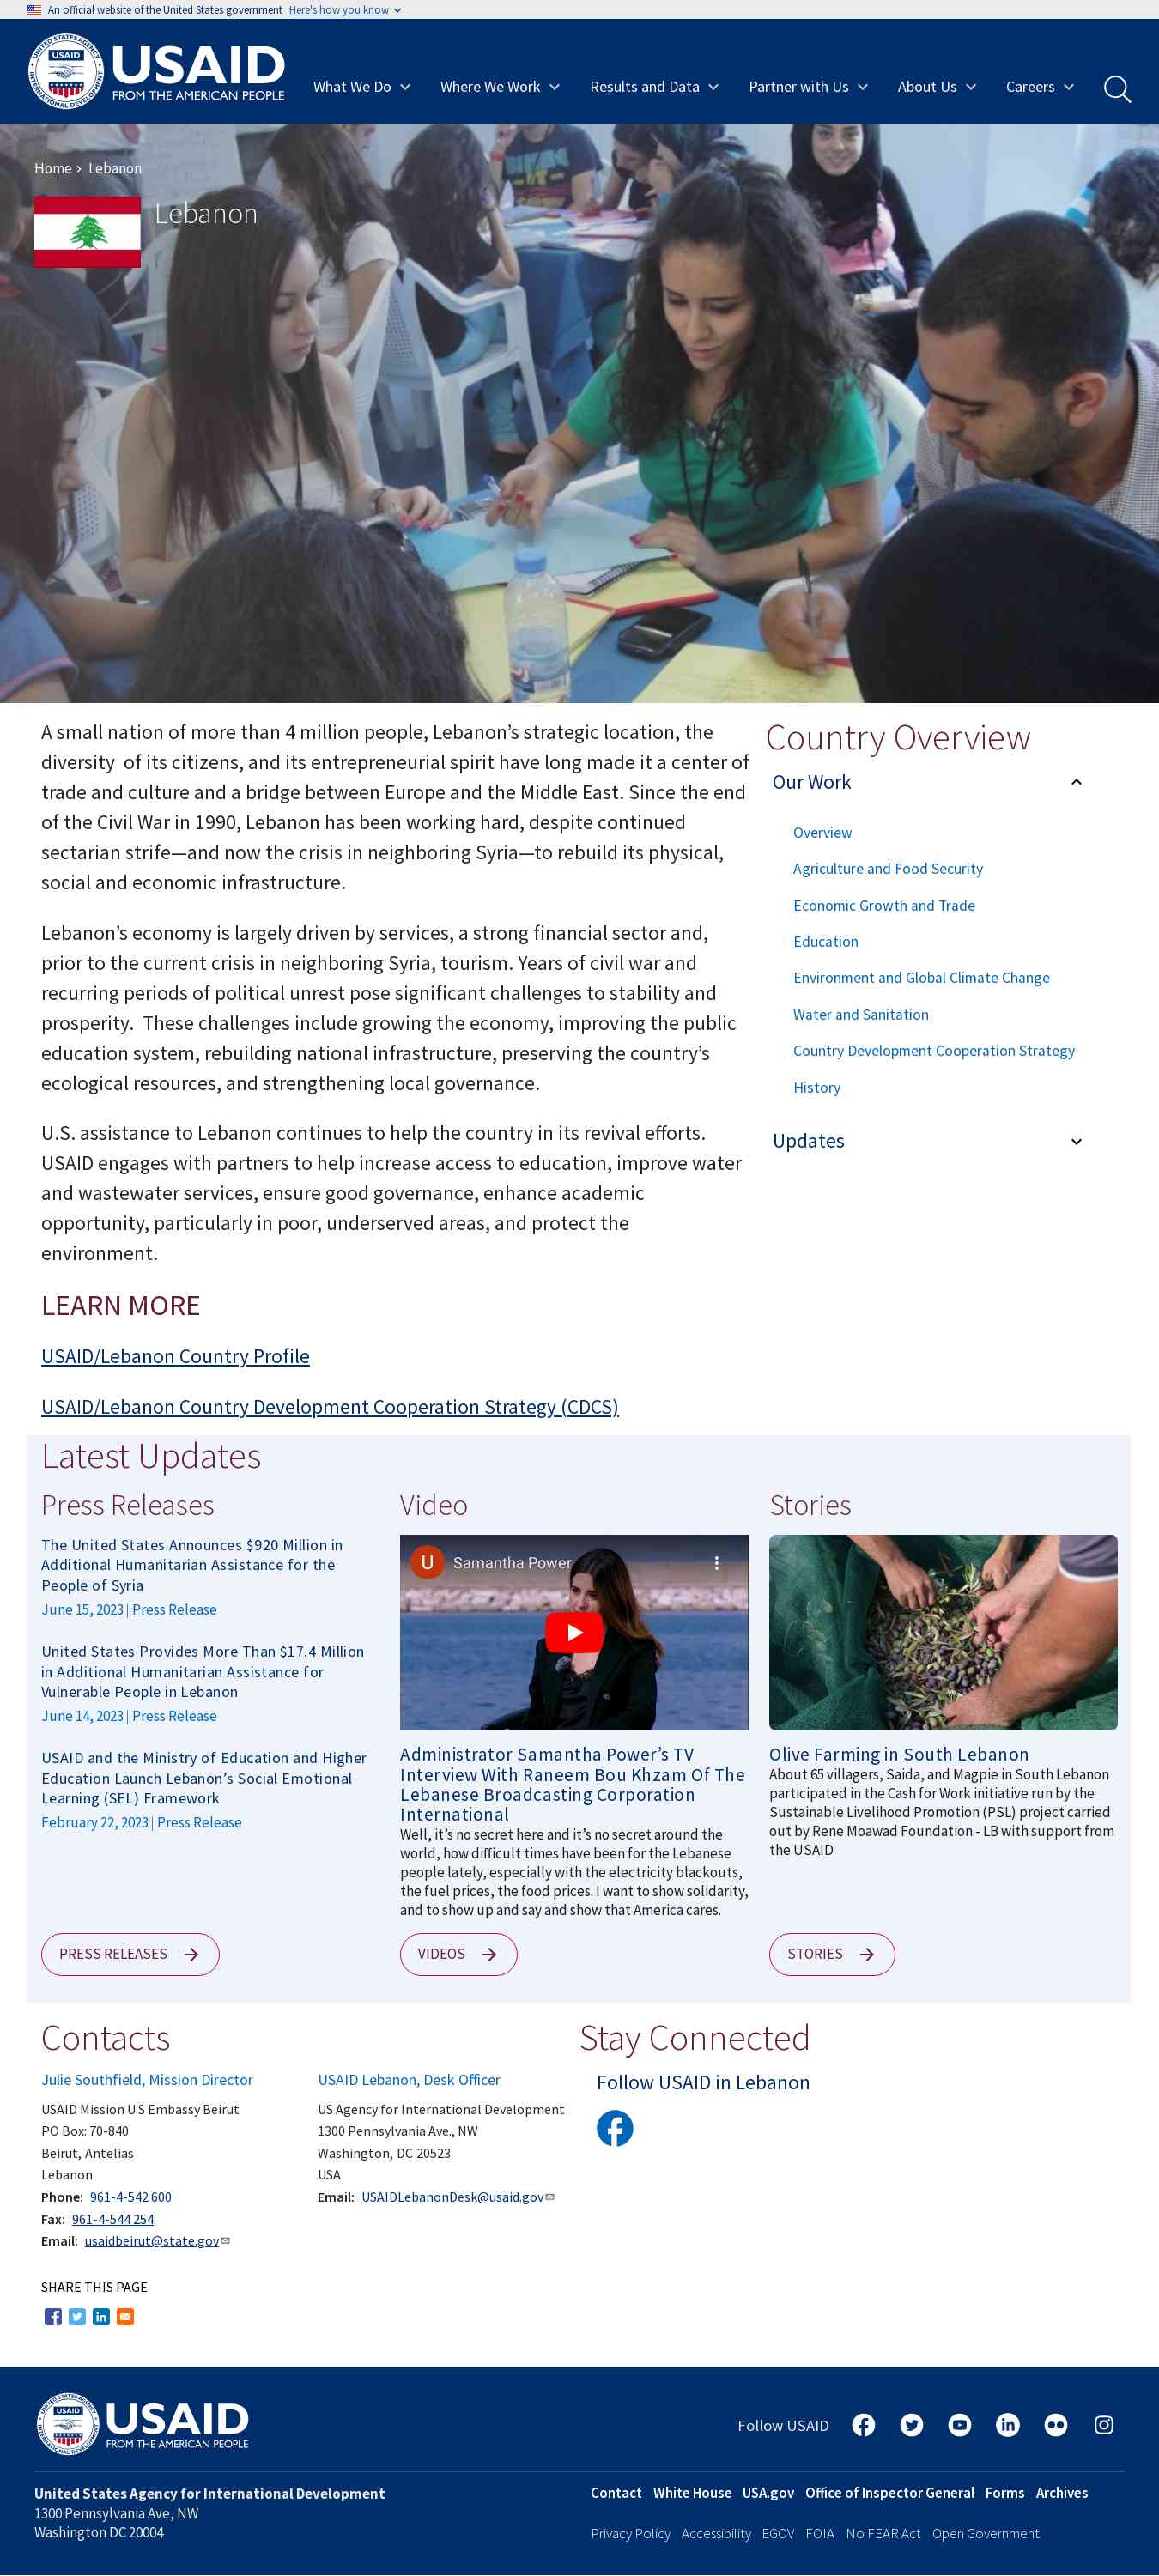 An official website of the United States government Here's how you know
USAID
FROM THE AMERICAN PEOPLE
What We Do
Where We Work
Results and Data
Partner with Us
About Us
Careers
Home › Lebanon
Lebanon
A small nation of more than 4 million people, Lebanon’s strategic location, the
diversity  of its citizens, and its entrepreneurial spirit have long made it a center of
trade and culture and a bridge between Europe and the Middle East. Since the end
of the Civil War in 1990, Lebanon has been working hard, despite continued
sectarian strife—and now the crisis in neighboring Syria—to rebuild its physical,
social and economic infrastructure.
Lebanon’s economy is largely driven by services, a strong financial sector and,
prior to the current crisis in neighboring Syria, tourism. Years of civil war and
recurring periods of political unrest pose significant challenges to stability and
prosperity.  These challenges include growing the economy, improving the public
education system, rebuilding national infrastructure, preserving the country’s
ecological resources, and strengthening local governance.
U.S. assistance to Lebanon continues to help the country in its revival efforts.
USAID engages with partners to help increase access to education, improve water
and wastewater services, ensure good governance, enhance academic
opportunity, particularly in poor, underserved areas, and protect the
environment.
LEARN MORE
USAID/Lebanon Country Profile
USAID/Lebanon Country Development Cooperation Strategy (CDCS)
Country Overview
Our Work
Overview
Agriculture and Food Security
Economic Growth and Trade
Education
Environment and Global Climate Change
Water and Sanitation
Country Development Cooperation Strategy
History
Updates
Latest Updates
Press Releases
The United States Announces $920 Million in
Additional Humanitarian Assistance for the
People of Syria
June 15, 2023 | Press Release
United States Provides More Than $17.4 Million
in Additional Humanitarian Assistance for
Vulnerable People in Lebanon
June 14, 2023 | Press Release
USAID and the Ministry of Education and Higher
Education Launch Lebanon’s Social Emotional
Learning (SEL) Framework
February 22, 2023 | Press Release
PRESS RELEASES
Video
U
Samantha Power
Administrator Samantha Power’s TV
Interview With Raneem Bou Khzam Of The
Lebanese Broadcasting Corporation
International
Well, it’s no secret here and it’s no secret around the
world, how difficult times have been for the Lebanese
people lately, especially with the electricity blackouts,
the fuel prices, the food prices. I want to show solidarity,
and to show up and say and show that America cares.
VIDEOS
Stories
Olive Farming in South Lebanon
About 65 villagers, Saida, and Magpie in South Lebanon
participated in the Cash for Work initiative run by the
Sustainable Livelihood Promotion (PSL) project carried
out by Rene Moawad Foundation - LB with support from
the USAID
STORIES
Contacts
Julie Southfield, Mission Director
USAID Mission U.S Embassy Beirut
PO Box: 70-840
Beirut, Antelias
Lebanon
Phone: 961-4-542 600
Fax: 961-4-544 254
Email: usaidbeirut@state.gov
USAID Lebanon, Desk Officer
US Agency for International Development
1300 Pennsylvania Ave., NW
Washington, DC 20523
USA
Email: USAIDLebanonDesk@usaid.gov
Stay Connected
Follow USAID in Lebanon
SHARE THIS PAGE
USAID
FROM THE AMERICAN PEOPLE
Follow USAID
United States Agency for International Development
1300 Pennsylvania Ave, NW
Washington DC 20004
Contact White House USA.gov Office of Inspector General Forms Archives
Privacy Policy Accessibility EGOV FOIA No FEAR Act Open Government